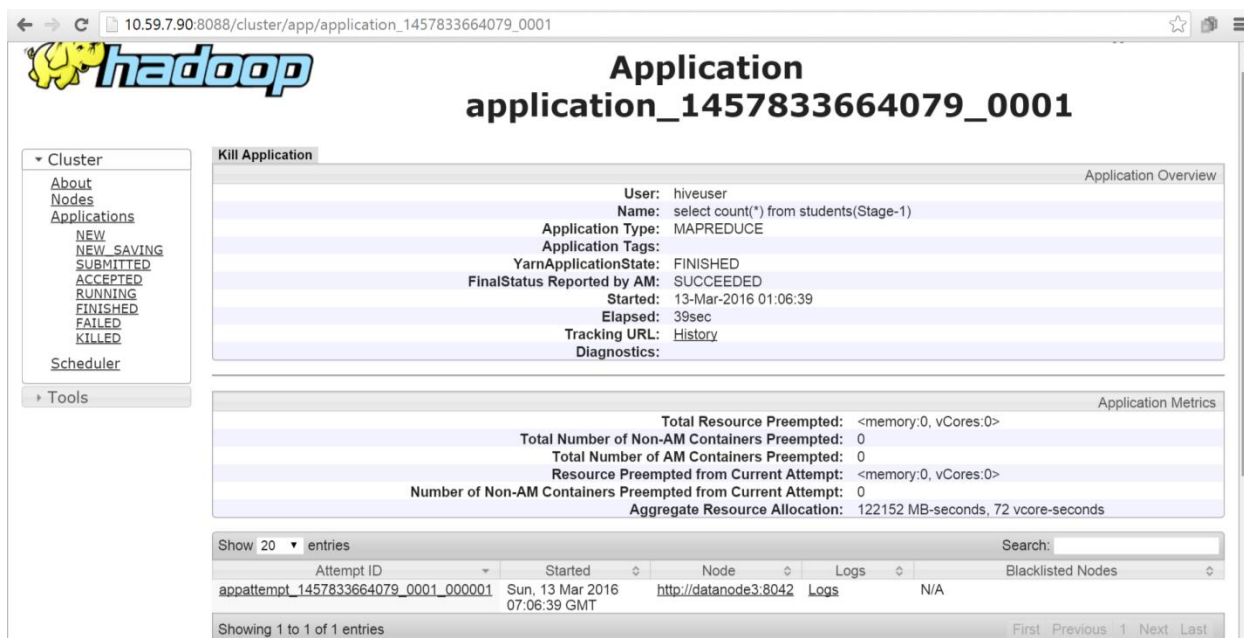 10.59.7.90:8088/cluster/app/application_1457833664079_0001
hadoop
Application
application_1457833664079_0001
Cluster
About
Nodes
Applications
NEW
NEW_SAVING
SUBMITTED
ACCEPTED
RUNNING
FINISHED
FAILED
KILLED
Scheduler
Tools
Kill Application
Application Overview
User: hiveuser
Name: select count(*) from students(Stage-1)
Application Type: MAPREDUCE
Application Tags:
YarnApplicationState: FINISHED
FinalStatus Reported by AM: SUCCEEDED
Started: 13-Mar-2016 01:06:39
Elapsed: 39sec
Tracking URL: History
Diagnostics:
Application Metrics
Total Resource Preempted: <memory:0, vCores:0>
Total Number of Non-AM Containers Preempted: 0
Total Number of AM Containers Preempted: 0
Resource Preempted from Current Attempt: <memory:0, vCores:0>
Number of Non-AM Containers Preempted from Current Attempt: 0
Aggregate Resource Allocation: 122152 MB-seconds, 72 vcore-seconds
Show 20 entries Search:
Attempt ID Started Node Logs Blacklisted Nodes
appattempt_1457833664079_0001_000001 Sun, 13 Mar 2016 http://datanode3:8042 Logs N/A
07:06:39 GMT
Showing 1 to 1 of 1 entries First Previous 1 Next Last